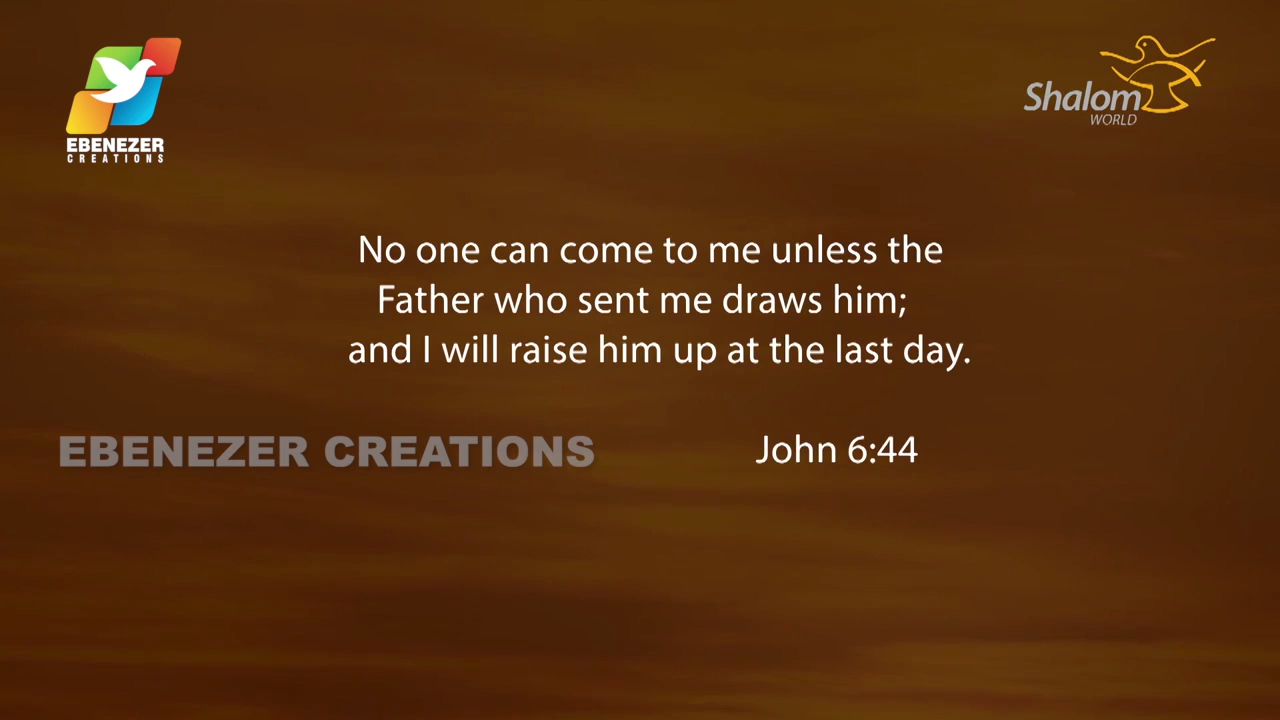 EBENEZER
CREATIONS
Shalom
WORLD
No one can come to me unless the
Father who sent me draws him;
and I will raise him up at the last day.
EBENEZER CREATIONS
John 6:44